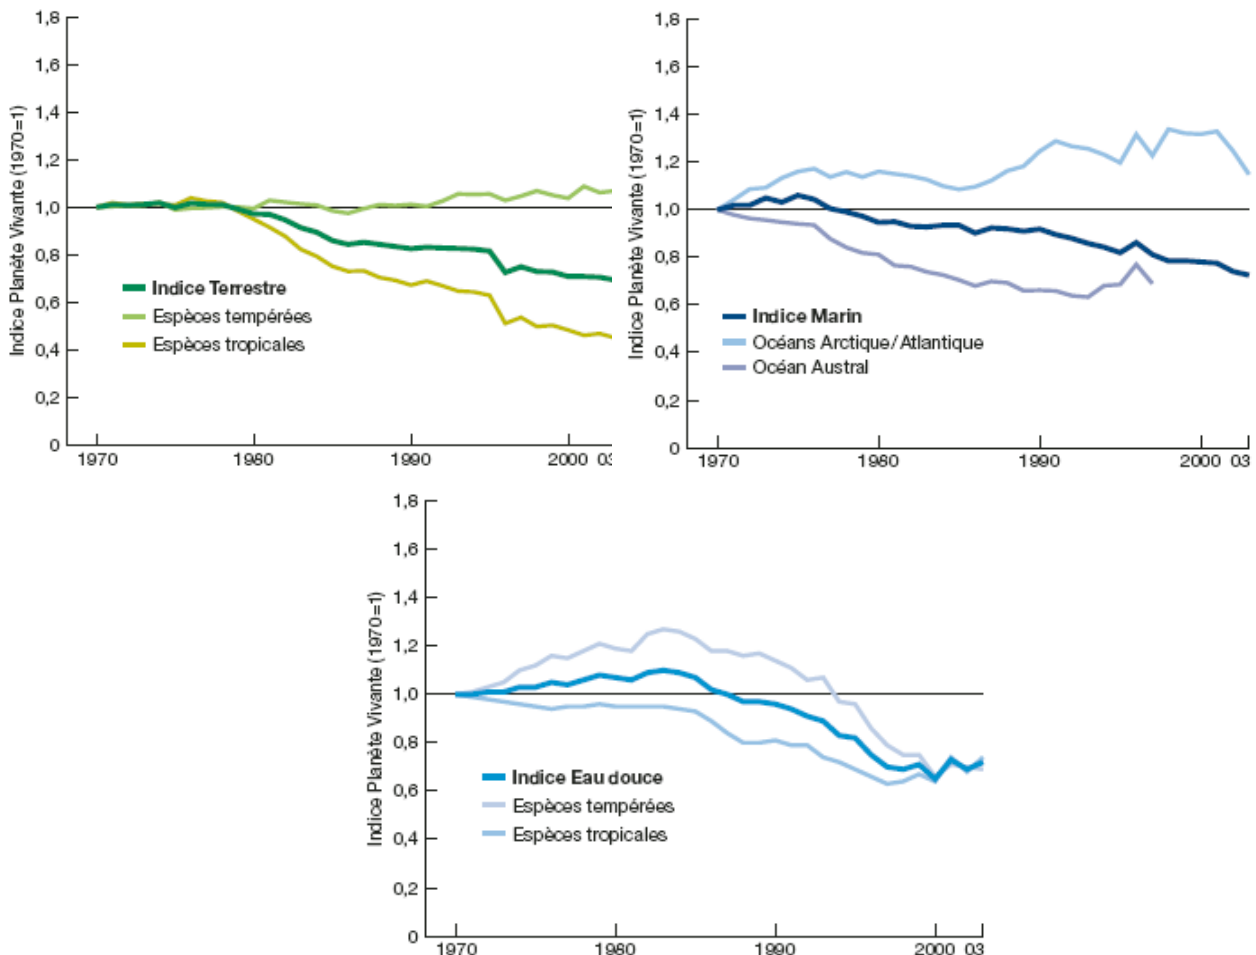 Indice Planète Vivante (1970=1)
1,8
1,6
1,4
1,2
1,0
0,8
0,6
0,4
0,2
0
Indice Terrestre
Espèces tempérées
Espèces tropicales
1970 1980 1990 2000 03
Indice Planète Vivante (1970=1)
1,8
1,6
1,4
1,2
1,0
0,8
0,6
0,4
0,2
0
Indice Marin
Océans Arctique/Atlantique
Océan Austral
1970 1980 1990 2000 03
Indice Planète Vivante (1970=1)
1,8
1,6
1,4
1,2
1,0
0,8
0,6
0,4
0,2
0
Indice Eau douce
Espèces tempérées
Espèces tropicales
1970 1980 1990 2000 03